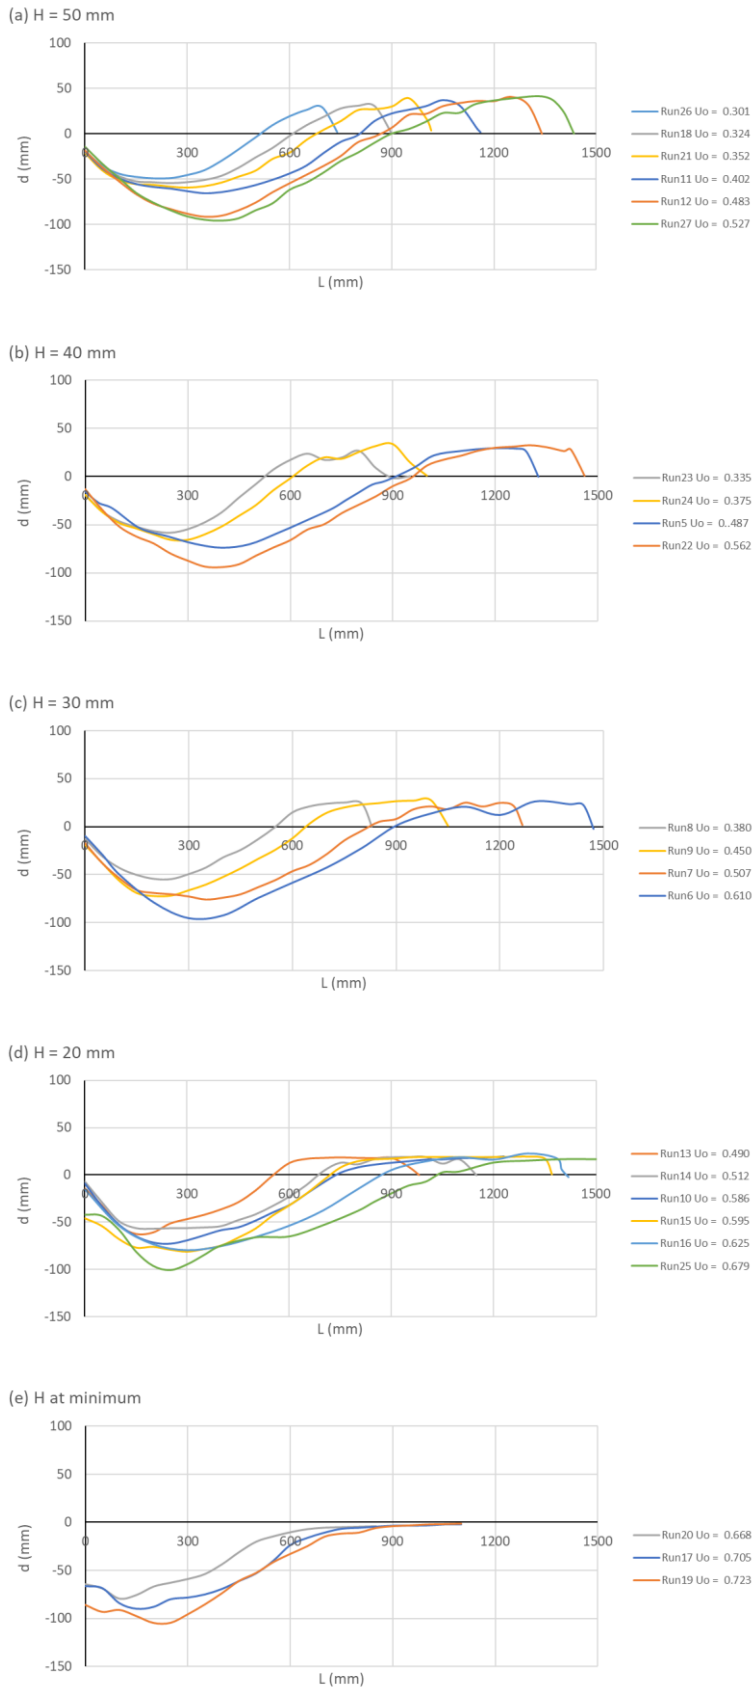 (a) H = 50 mm
100
50
0
-50
-100
-150
0
300
600
900
1200
1500
d (mm)
L (mm)
Run26 Uo = 0.301
Run18 Uo = 0.324
Run21 Uo = 0.352
Run11 Uo = 0.402
Run12 Uo = 0.483
Run27 Uo = 0.527
(b) H = 40 mm
100
50
0
-50
-100
-150
0
300
600
900
1200
1500
d (mm)
L (mm)
Run23 Uo = 0.335
Run24 Uo = 0.375
Run5 Uo = 0..487
Run22 Uo = 0.562
(c) H = 30 mm
100
50
0
-50
-100
-150
0
300
600
900
1200
1500
d (mm)
L (mm)
Run8 Uo = 0.380
Run9 Uo = 0.450
Run7 Uo = 0.507
Run6 Uo = 0.610
(d) H = 20 mm
100
50
0
-50
-100
-150
0
300
600
900
1200
1500
d (mm)
L (mm)
Run13 Uo = 0.490
Run14 Uo = 0.512
Run10 Uo = 0.586
Run15 Uo = 0.595
Run16 Uo = 0.625
Run25 Uo = 0.679
(e) H at minimum
100
50
0
-50
-100
-150
0
300
600
900
1200
1500
d (mm)
L (mm)
Run20 Uo = 0.668
Run17 Uo = 0.705
Run19 Uo = 0.723